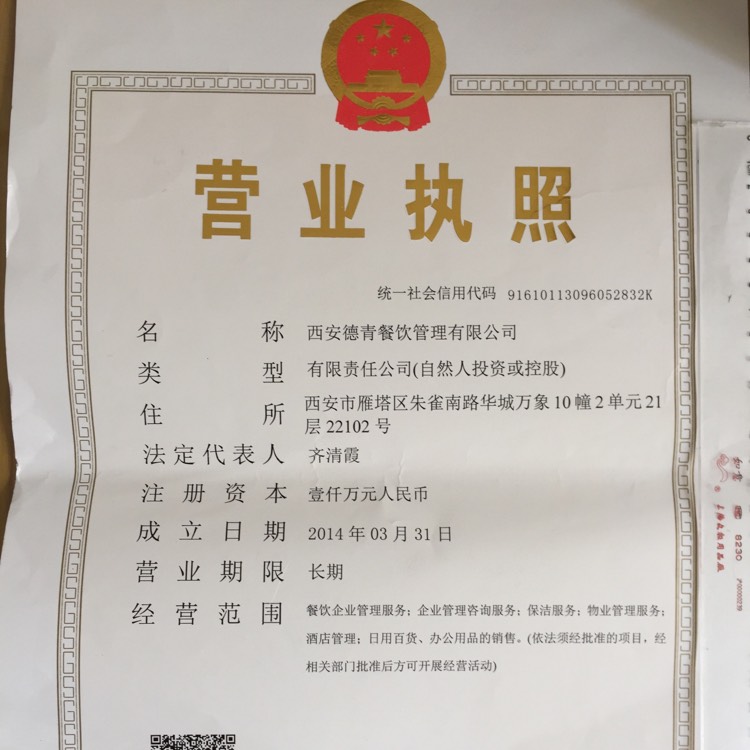 营业执照
统一社会信用代码 91610113096052832K
名称 西安德青餐饮管理有限公司
类型 有限责任公司(自然人投资或控股)
住所 西安市雁塔区朱雀南路华城万象10幢2单元21
层22102号
法定代表人 齐清霞
注册资本 壹仟万元人民币
成立日期 2014年03月31日
营业期限 长期
经营范围 餐饮企业管理服务；企业管理咨询服务；保洁服务；物业管理服务；
酒店管理；日用百货、办公用品的销售。(依法须经批准的项目，经
相关部门批准后方可开展经营活动)
8230